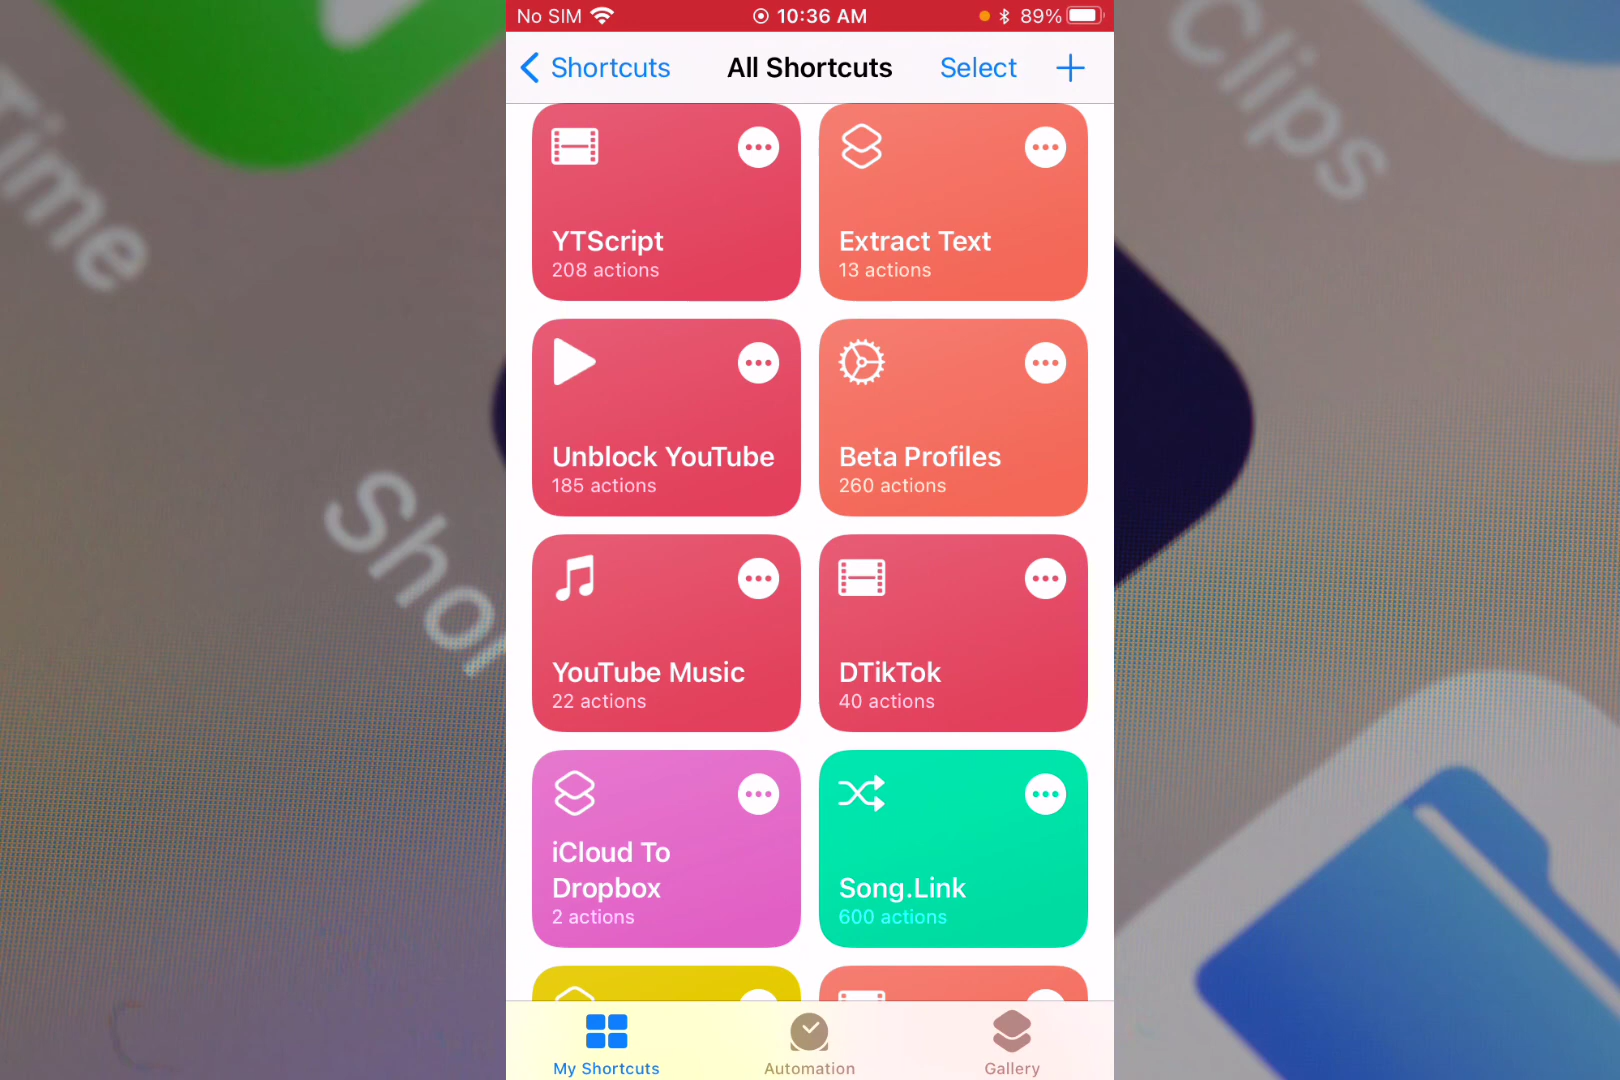 No SIM 10:36 AM 89%
Shortcuts All Shortcuts Select
YTScript
208 actions
Extract Text
13 actions
Unblock YouTube
185 actions
Beta Profiles
260 actions
YouTube Music
22 actions
DTikTok
40 actions
iCloud To
Dropbox
2 actions
Song.Link
600 actions
My Shortcuts Automation Gallery
Time
Clips
Shor